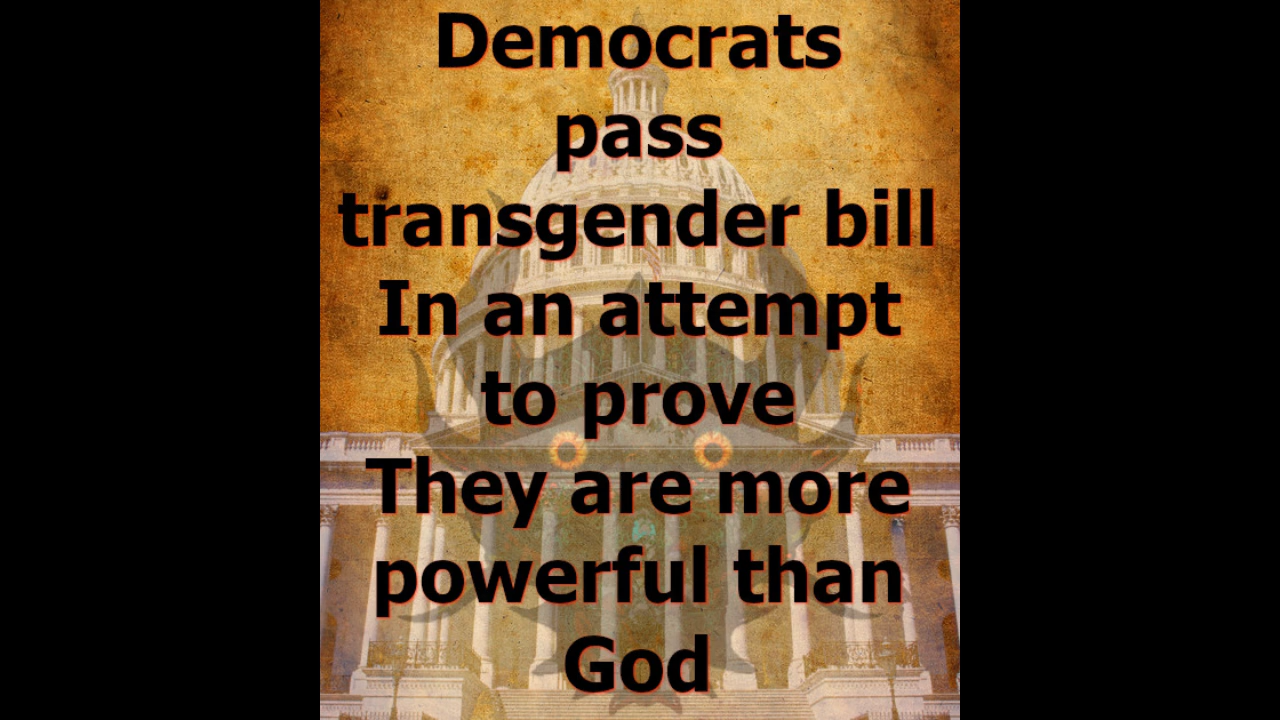 Democrats
pass
transgender bill
In an attempt
to prove
They are more
powerful than
God